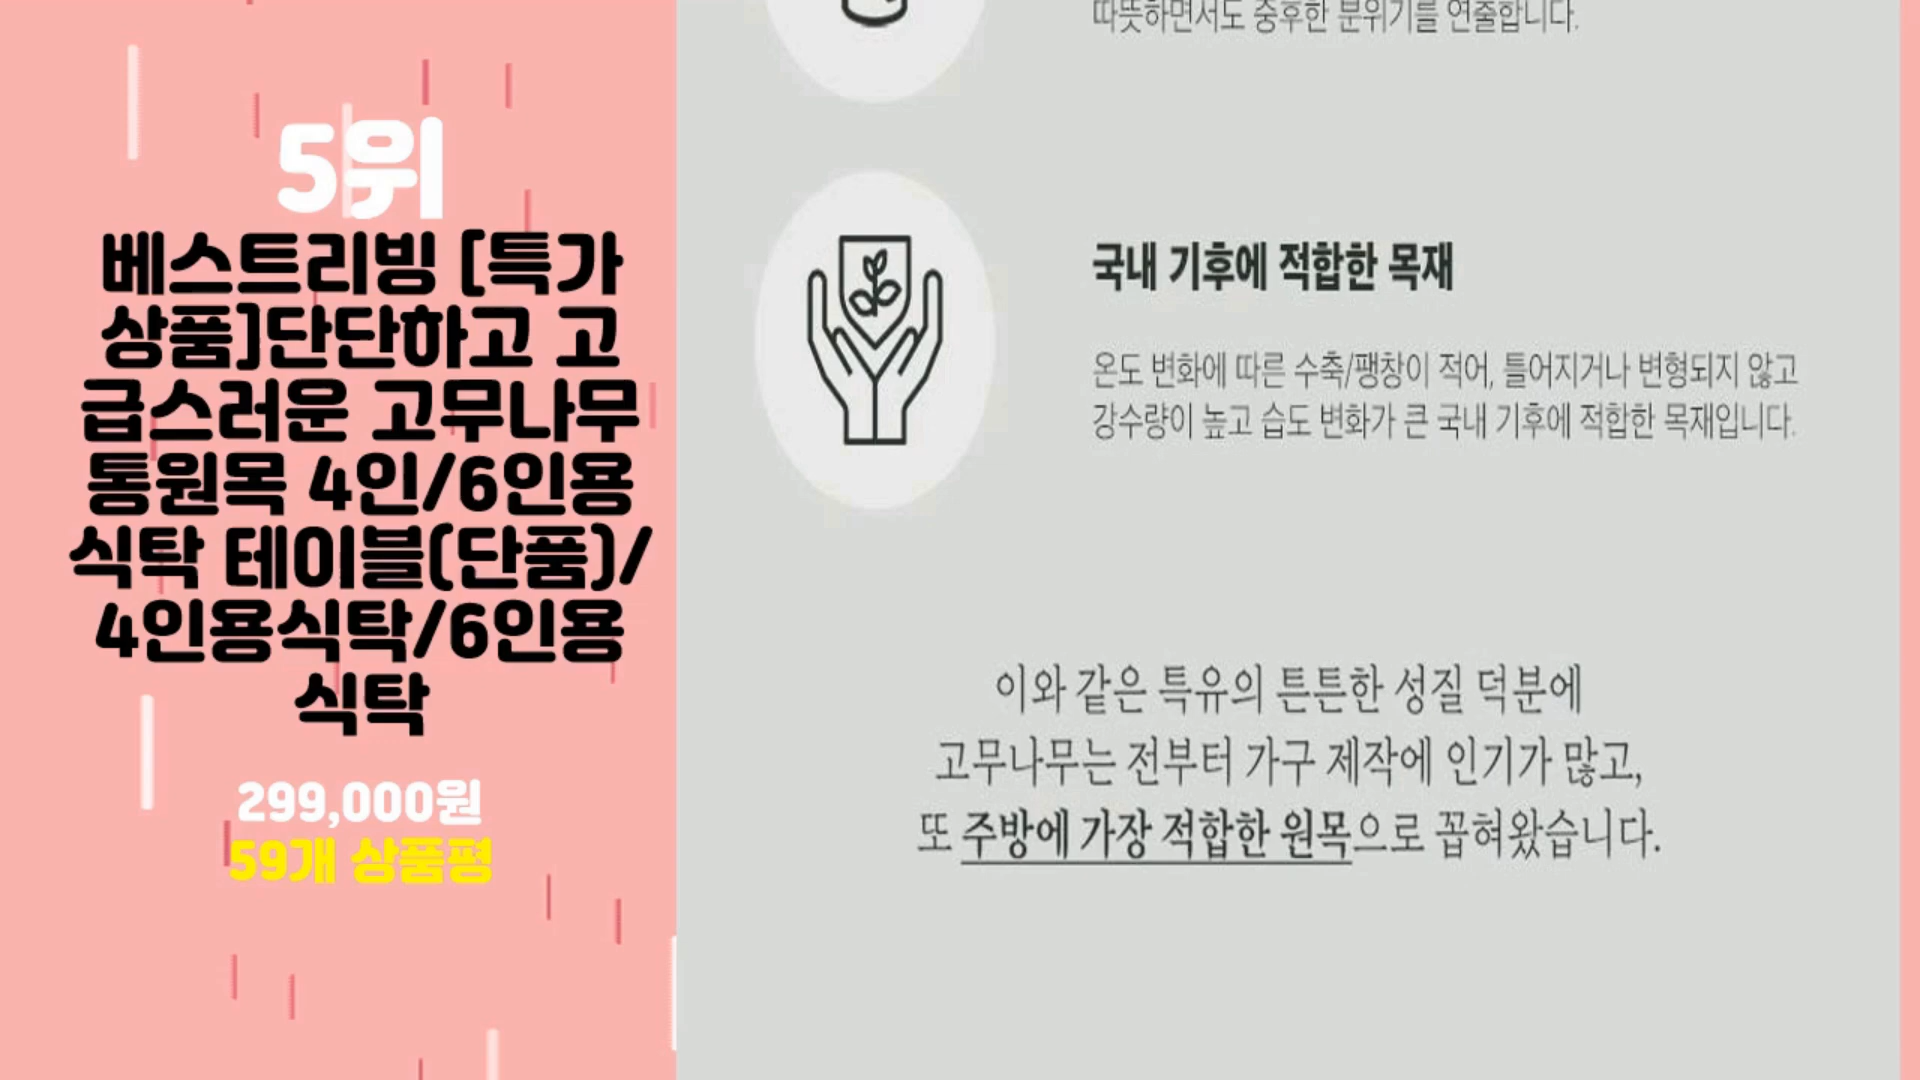 5위
베스트리빙 [특가
상품]단단하고 고
급스러운 고무나무
통원목 4인/6인용
식탁 테이블(단품)/
4인용식탁/6인용
식탁
299,000원
59개 상품평
따뜻하면서도 중후한 분위기를 연출합니다.
국내 기후에 적합한 목재
온도 변화에 따른 수축/팽창이 적어, 틀어지거나 변형되지 않고
강수량이 높고 습도 변화가 큰 국내 기후에 적합한 목재입니다.
이와 같은 특유의 튼튼한 성질 덕분에
고무나무는 전부터 가구 제작에 인기가 많고,
또 주방에 가장 적합한 원목으로 꼽혀왔습니다.